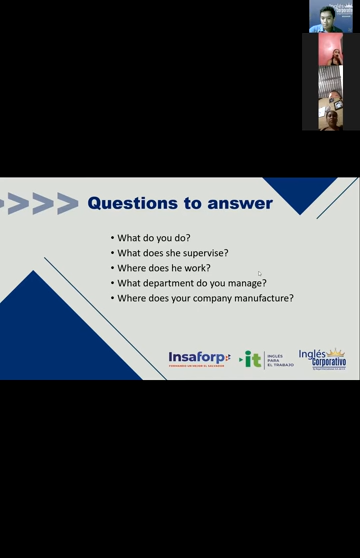 >>>> Questions to answer
• What do you do?
• What does she supervise?
• Where does he work?
• What department do you manage?
• Where does your company manufacture?
Insaforp
it
INGLÉS
PARA
EL TRABAJO
Inglés
Corporativo